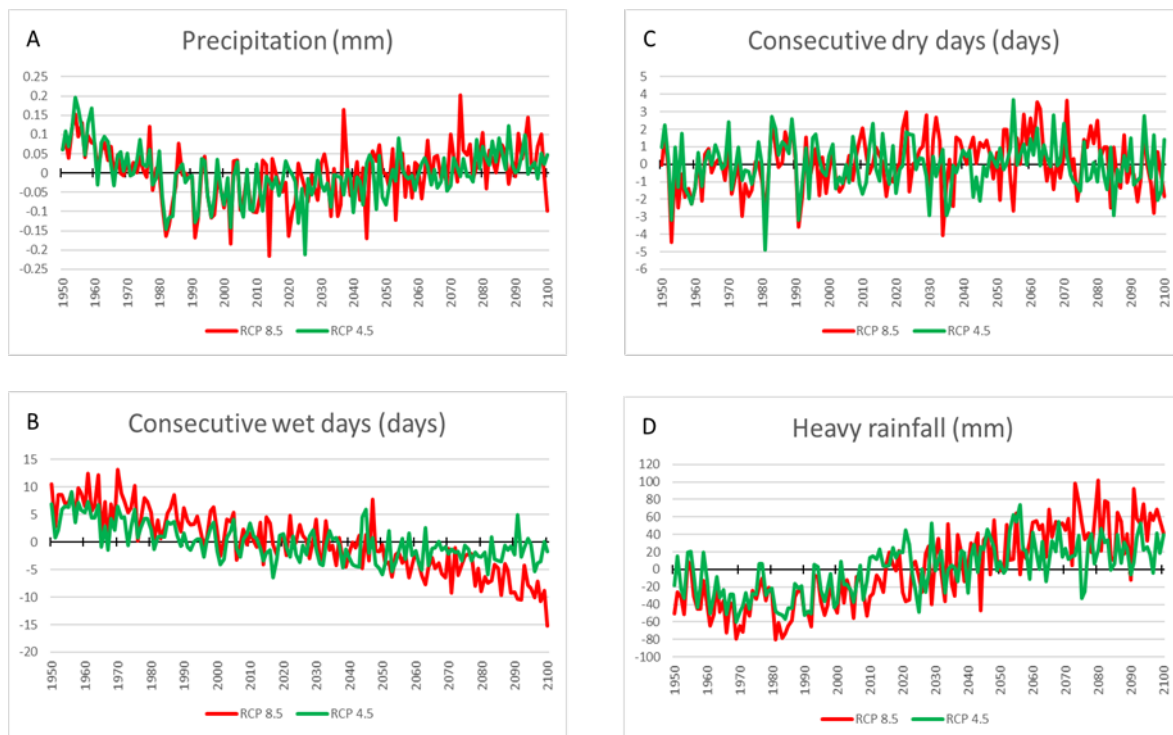 A
Precipitation (mm)
0.25
0.2
0.15
0.1
0.05
0
-0.05
-0.1
-0.15
-0.2
-0.25
1950 1960 1970 1980 1990 2000 2010 2020 2030 2040 2050 2060 2070 2080 2090 2100
RCP 8.5 RCP 4.5
C
Consecutive dry days (days)
5
4
3
2
1
0
-1
-2
-3
-4
-5
-6
1950 1960 1970 1980 1990 2000 2010 2020 2030 2040 2050 2060 2070 2080 2090 2100
RCP 8.5 RCP 4.5
B
Consecutive wet days (days)
15
10
5
0
-5
-10
-15
-20
1950 1960 1970 1980 1990 2000 2010 2020 2030 2040 2050 2060 2070 2080 2090 2100
RCP 8.5 RCP 4.5
D
Heavy rainfall (mm)
120
100
80
60
40
20
0
-20
-40
-60
-80
-100
1950 1960 1970 1980 1990 2000 2010 2020 2030 2040 2050 2060 2070 2080 2090 2100
RCP 8.5 RCP 4.5